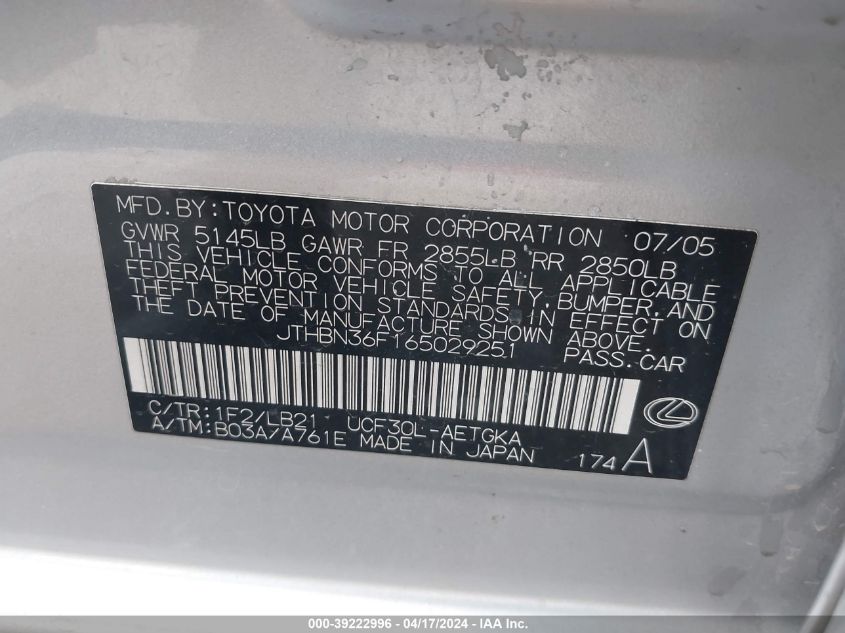 MFD. BY: TOYOTA MOTOR CORPORATION 07/05
GVWR 5145LB GAWR FR 2855LB RR 2850LB
THIS VEHICLE CONFORMS TO ALL APPLICABLE
FEDERAL MOTOR VEHICLE SAFETY, BUMPER, AND
THEFT PREVENTION STANDARDS IN EFFECT ON
THE DATE OF MANUFACTURE SHOWN ABOVE.
JTHBN36F165029251 PASS.CAR
C/TR: 1F2/LB21 UCF30L-AETGKA
A/TM: B03A/A761E MADE IN JAPAN 174 A
000-39222996 - 04/17/2024 - IAA Inc.